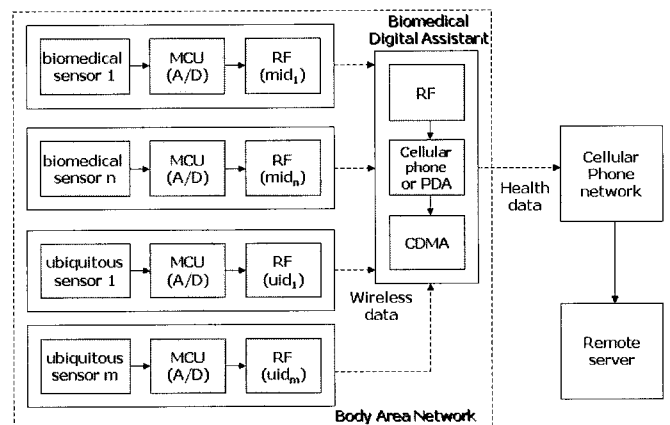 Biomedical
Digital Assistant
biomedical
sensor 1
MCU
(A/D)
RF
(mid₁)
biomedical
sensor n
MCU
(A/D)
RF
(midₙ)
ubiquitous
sensor 1
MCU
(A/D)
RF
(uid₁)
ubiquitous
sensor m
MCU
(A/D)
RF
(uidₘ)
RF
Cellular
phone
or PDA
CDMA
Wireless
data
Body Area Network
Health
data
Cellular
Phone
network
Remote
server